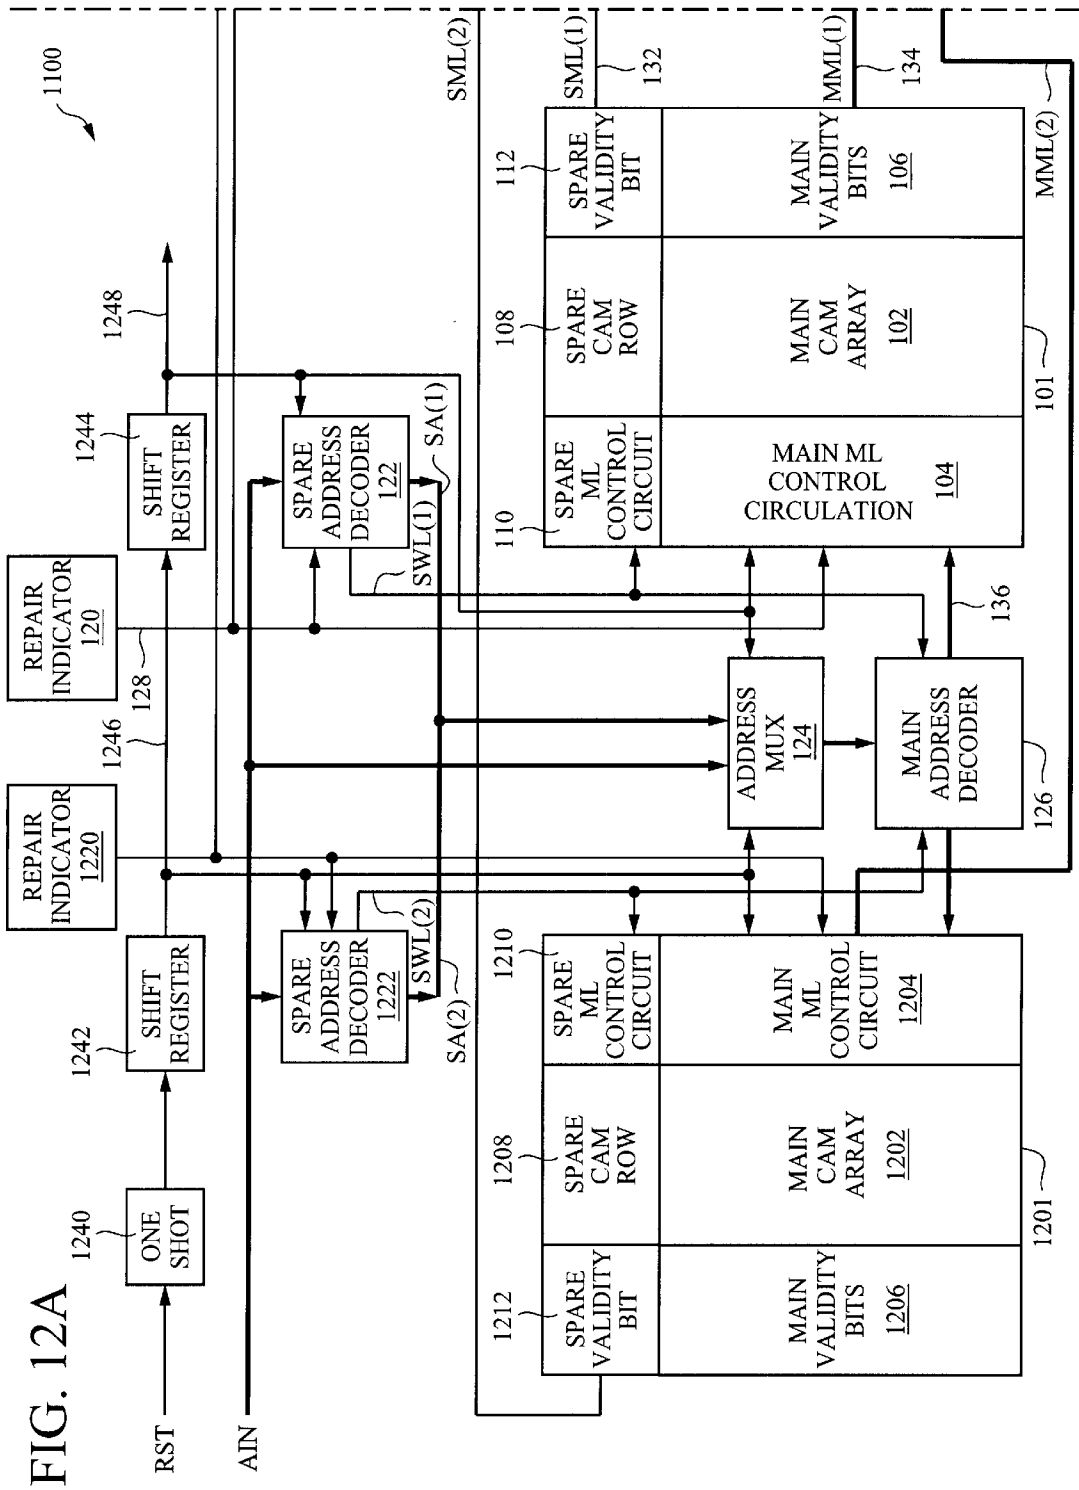 FIG. 12A
1100
RST
1240
ONE
SHOT
1242
SHIFT
REGISTER
1246
1244
SHIFT
REGISTER
1248
REPAIR
INDICATOR
1220
REPAIR
INDICATOR
120
128
AIN
SPARE
ADDRESS
DECODER
1222
SWL(2)
SA(2)
SPARE
ADDRESS
DECODER
122
SWL(1)
SA(1)
SML(2)
1212
SPARE
VALIDITY
BIT
1208
SPARE
CAM
ROW
1210
SPARE
ML
CONTROL
CIRCUIT
MAIN
VALIDITY
BITS
1206
MAIN
CAM
ARRAY
1202
MAIN
ML
CONTROL
CIRCUIT
1204
1201
ADDRESS
MUX
124
MAIN
ADDRESS
DECODER
126
136
110
SPARE
ML
CONTROL
CIRCUIT
108
SPARE
CAM
ROW
112
SPARE
VALIDITY
BIT
SML(1)
132
MAIN ML
CONTROL
CIRCULATION
104
MAIN
CAM
ARRAY
102
MAIN
VALIDITY
BITS
106
MML(1)
134
101
MML(2)